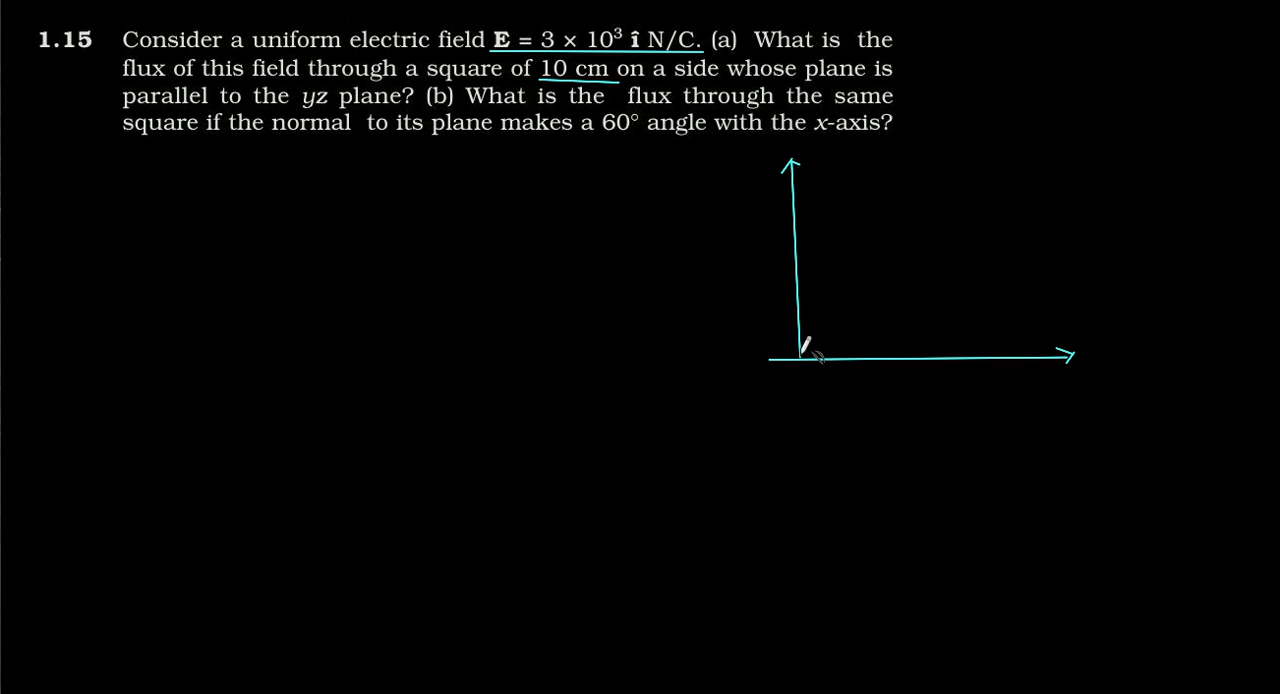 1.15 Consider a uniform electric field E = 3 × 10³ î N/C. (a) What is the
flux of this field through a square of 10 cm on a side whose plane is
parallel to the yz plane? (b) What is the flux through the same
square if the normal to its plane makes a 60° angle with the x-axis?